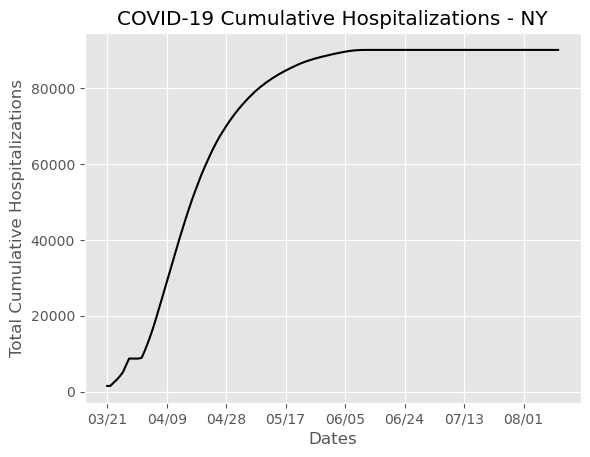 COVID-19 Cumulative Hospitalizations - NY
Total Cumulative Hospitalizations
80000
60000
40000
20000
0
03/21 04/09 04/28 05/17 06/05 06/24 07/13 08/01
Dates